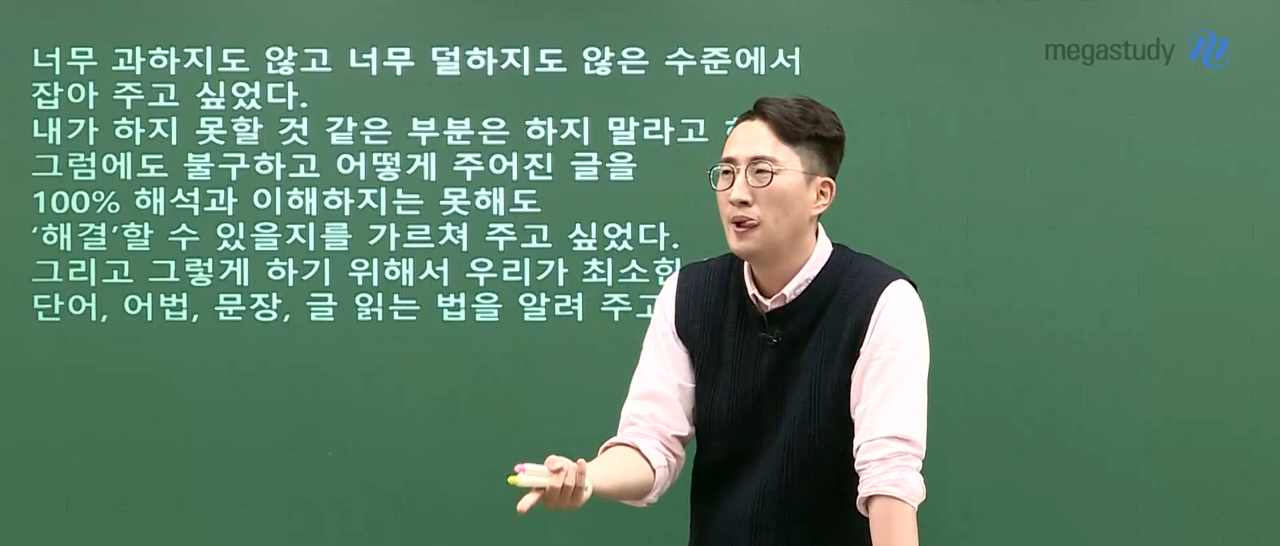 너무 과하지도 않고 너무 덜하지도 않은 수준에서
잡아 주고 싶었다.
내가 하지 못할 것 같은 부분은 하지 말라고
그럼에도 불구하고 어떻게 주어진 글을
100% 해석과 이해하지는 못해도
‘해결’할 수 있을지를 가르쳐 주고 싶었다.
그리고 그렇게 하기 위해서 우리가 최소한
단어, 어법, 문장, 글 읽는 법을 알려 주고
megastudy